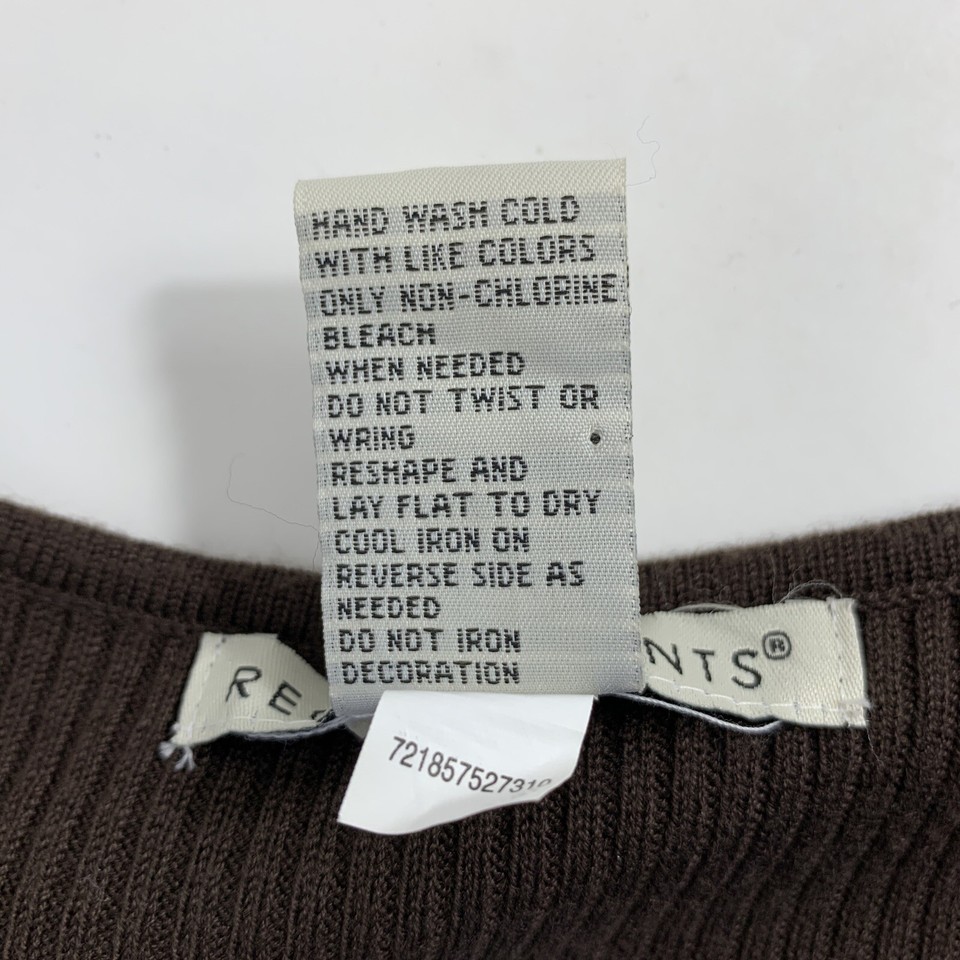 HAND WASH COLD
WITH LIKE COLORS
ONLY NON-CHLORINE
BLEACH
WHEN NEEDED
DO NOT TWIST OR
WRING
RESHAPE AND
LAY FLAT TO DRY
COOL IRON ON
REVERSE SIDE AS
NEEDED
DO NOT IRON
DECORATION
RE NTS®